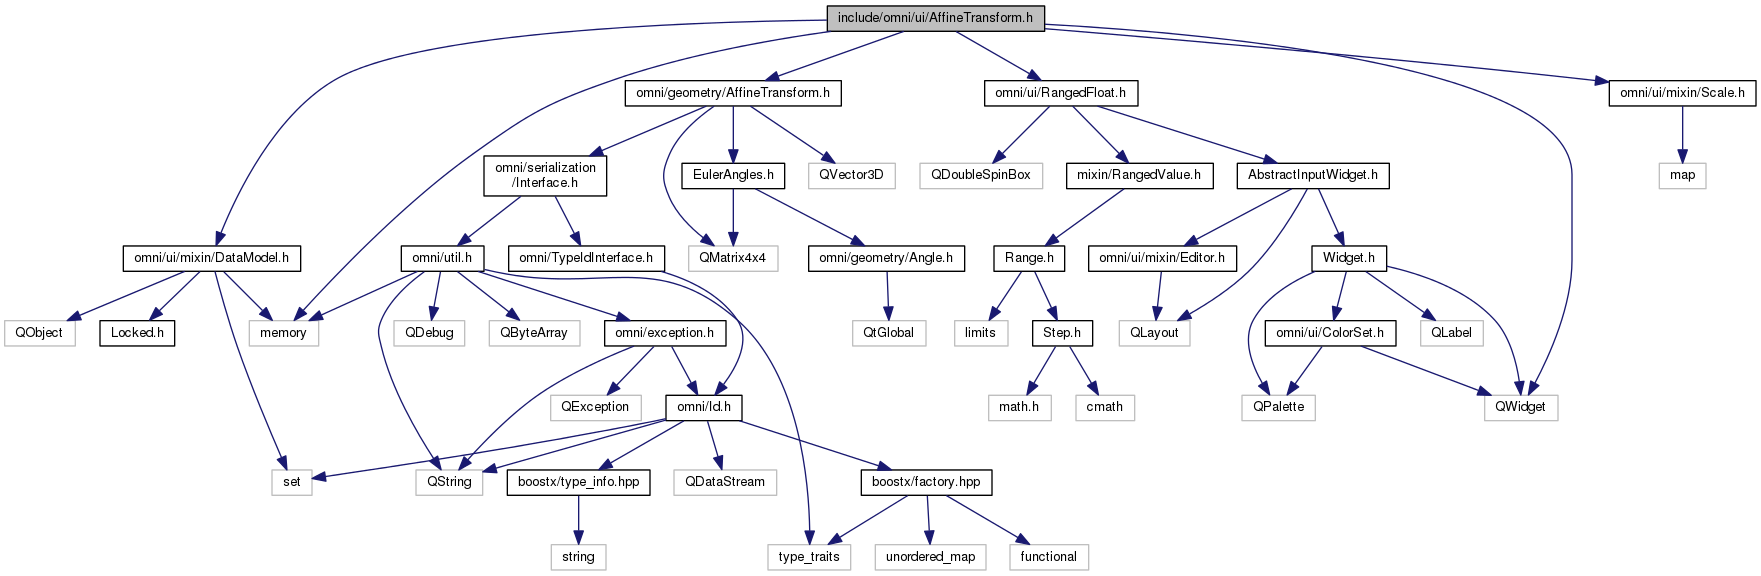 include/omni/ui/AffineTransform.h
omni/geometry/AffineTransform.h
omni/ui/RangedFloat.h
omni/ui/mixin/Scale.h
omni/serialization
/Interface.h
EulerAngles.h
QVector3D
QDoubleSpinBox
mixin/RangedValue.h
AbstractInputWidget.h
map
omni/ui/mixin/DataModel.h
omni/util.h
omni/TypeIdInterface.h
QMatrix4x4
omni/geometry/Angle.h
Range.h
omni/ui/mixin/Editor.h
Widget.h
QObject
Locked.h
memory
QDebug
QByteArray
omni/exception.h
QtGlobal
limits
Step.h
QLayout
omni/ui/ColorSet.h
QLabel
QException
omni/Id.h
math.h
cmath
QPalette
QWidget
set
QString
boostx/type_info.hpp
QDataStream
boostx/factory.hpp
string
type_traits
unordered_map
functional